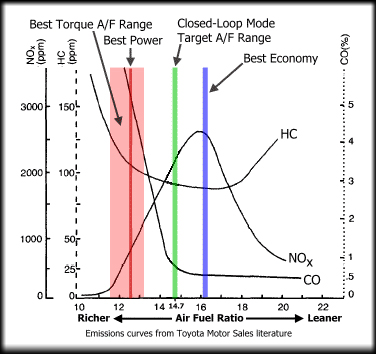 Best Torque A/F Range
Closed-Loop Mode
Target A/F Range
Best Power
Best Economy
NOx
(ppm)
HC
(ppm)
CO(%)
3000
2000
1000
0
150
100
50
25
0
5
4
3
2
1
.5
0
HC
NOX
CO
10 12 14 14.7 16 18 20 22
Richer Air Fuel Ratio Leaner
Emissions curves from Toyota Motor Sales literature